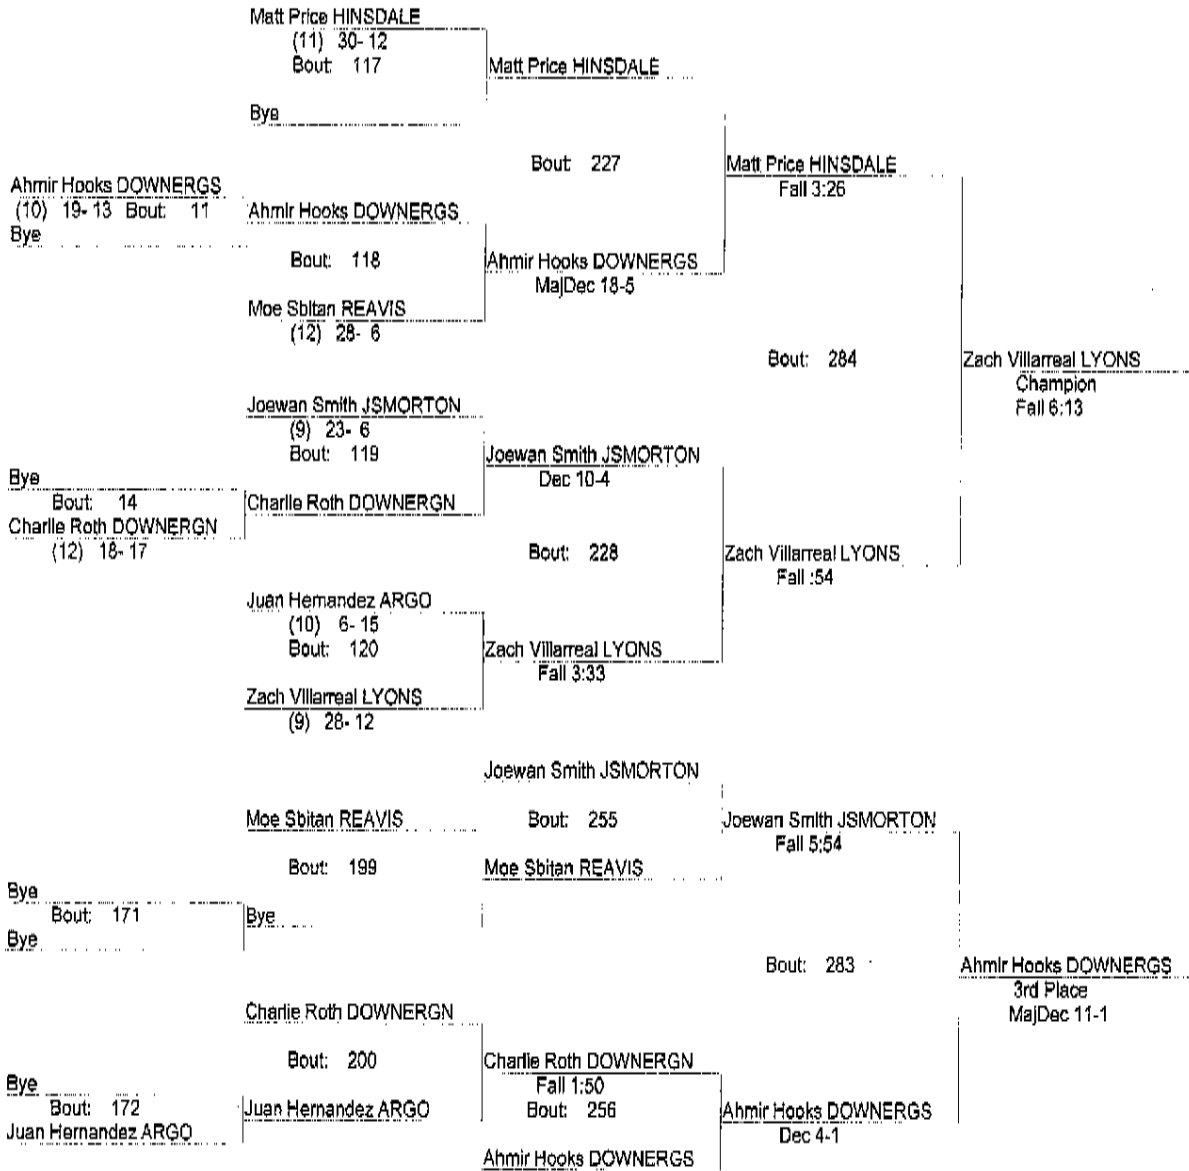 Matt Price HINSDALE
(11) 30- 12
Bout: 117
Matt Price HINSDALE
Bye
Bout: 227
Matt Price HINSDALE
Fall 3:26
Ahmir Hooks DOWNERGS
(10) 19- 13 Bout: 11
Bye
Ahmir Hooks DOWNERGS
Bout: 118
Ahmir Hooks DOWNERGS
MajDec 18-5
Moe Sbitan REAVIS
(12) 28- 6
Bout: 284
Zach Villarreal LYONS
Champion
Fall 6:13
Joewan Smith JSMORTON
(9) 23- 6
Bout: 119
Joewan Smith JSMORTON
Dec 10-4
Bye
Bout: 14
Charlie Roth DOWNERGN
(12) 18- 17
Charlie Roth DOWNERGN
Bout: 228
Zach Villarreal LYONS
Fall :54
Juan Hernandez ARGO
(10) 6- 15
Bout: 120
Zach Villarreal LYONS
Fall 3:33
Zach Villarreal LYONS
(9) 28- 12
Joewan Smith JSMORTON
Moe Sbitan REAVIS
Bout: 255
Joewan Smith JSMORTON
Fall 5:54
Bout: 199
Moe Sbitan REAVIS
Bye
Bout: 171
Bye
Bye
Bout: 283
Ahmir Hooks DOWNERGS
3rd Place
MajDec 11-1
Charlie Roth DOWNERGN
Bout: 200
Charlie Roth DOWNERGN
Fall 1:50
Bye
Bout: 172
Juan Hernandez ARGO
Juan Hernandez ARGO
Bout: 256
Ahmir Hooks DOWNERGS
Dec 4-1
Ahmir Hooks DOWNERGS